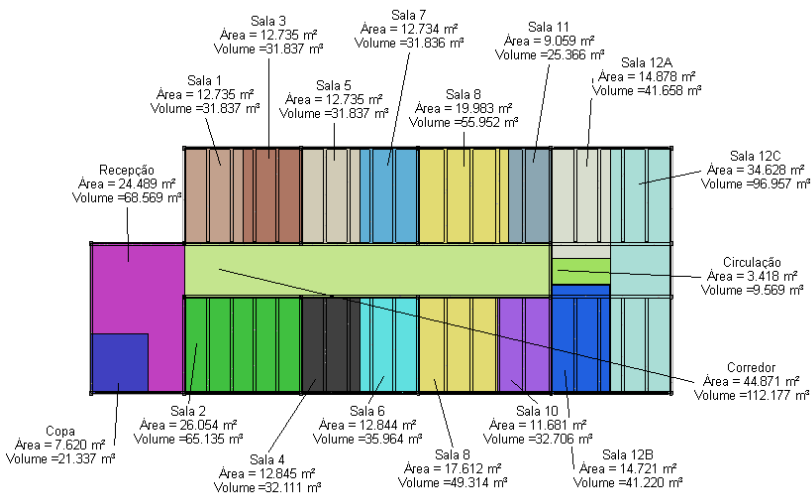 Sala 3
Área = 12.735 m²
Volume =31.837 m³
Sala 7
Área = 12.734 m²
Volume =31.836 m³
Sala 11
Área = 9.059 m²
Volume =25.366 m³
Sala 12A
Área = 14.878 m²
Volume =41.658 m³
Sala 1
Área = 12.735 m²
Volume =31.837 m³
Sala 5
Área = 12.735 m²
Volume =31.837 m³
Sala 8
Área = 19.983 m²
Volume =55.952 m³
Recepção
Área = 24.489 m²
Volume =68.569 m³
Sala 12C
Área = 34.628 m²
Volume =96.957 m³
Circulação
Área = 3.418 m²
Volume =9.569 m³
Corredor
Área = 44.871 m²
Volume =112.177 m³
Copa
Área = 7.620 m²
Volume =21.337 m³
Sala 2
Área = 26.054 m²
Volume =65.135 m³
Sala 4
Área = 12.845 m²
Volume =32.111 m³
Sala 6
Área = 12.844 m²
Volume =35.964 m³
Sala 8
Área = 17.612 m²
Volume =49.314 m³
Sala 10
Área = 11.681 m²
Volume =32.706 m³
Sala 12B
Área = 14.721 m²
Volume =41.220 m³